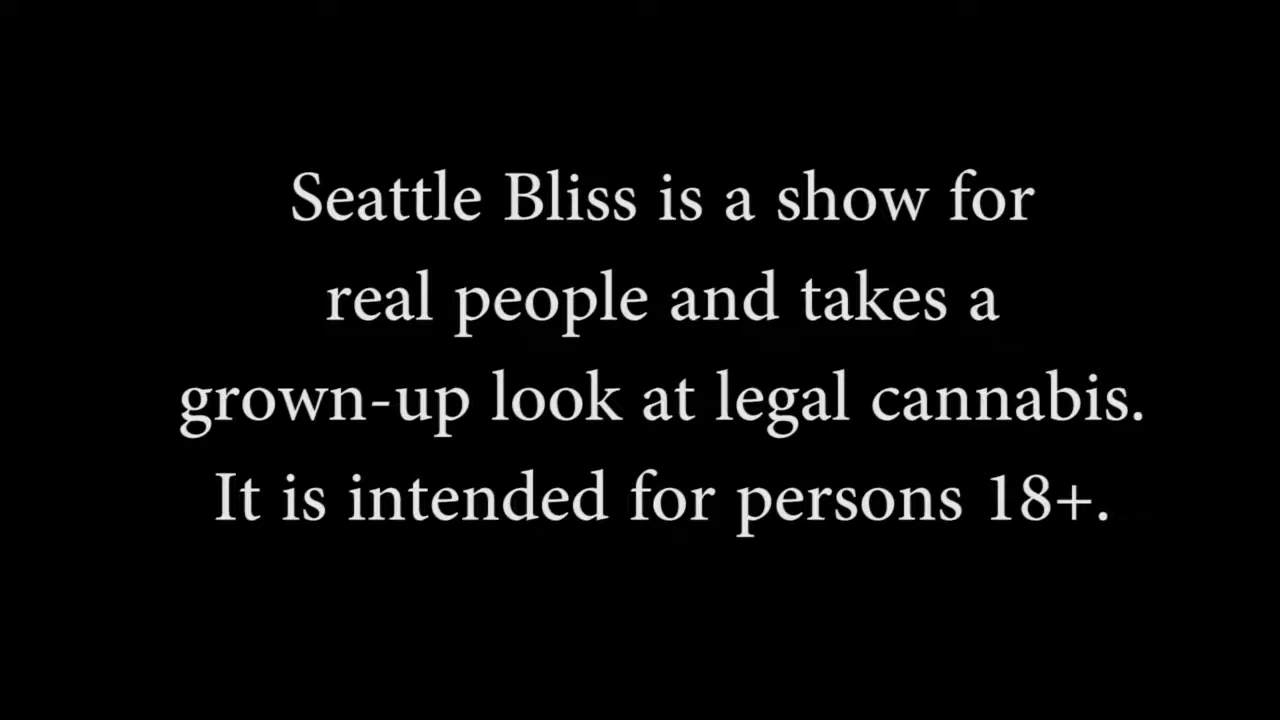 Seattle Bliss is a show for
real people and takes a
grown-up look at legal cannabis.
It is intended for persons 18+.